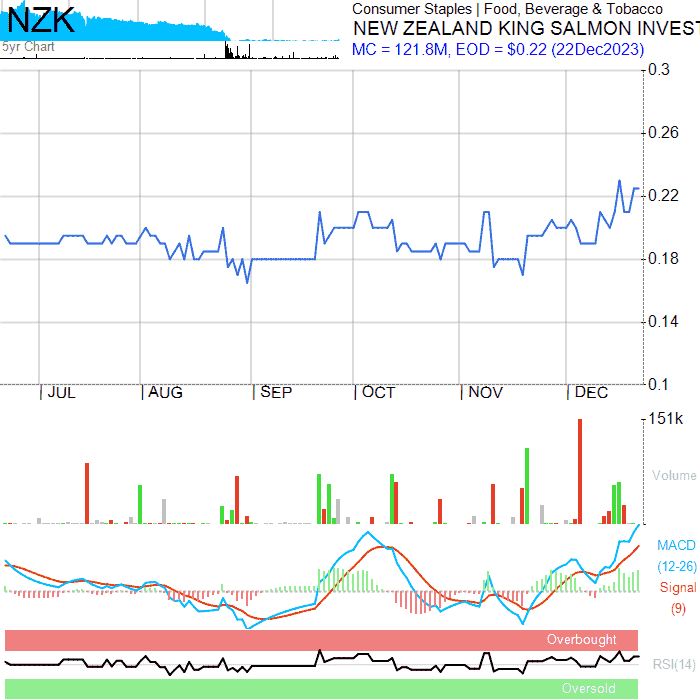 NZK
5yr Chart
Consumer Staples | Food, Beverage & Tobacco
NEW ZEALAND KING SALMON INVEST
MC = 121.8M, EOD = $0.22 (22Dec2023)
0.3
0.26
0.22
0.18
0.14
0.1
JUL
AUG
SEP
OCT
NOV
DEC
151k
Volume
MACD
(12-26)
Signal
(9)
Overbought
RSI(14)
Oversold